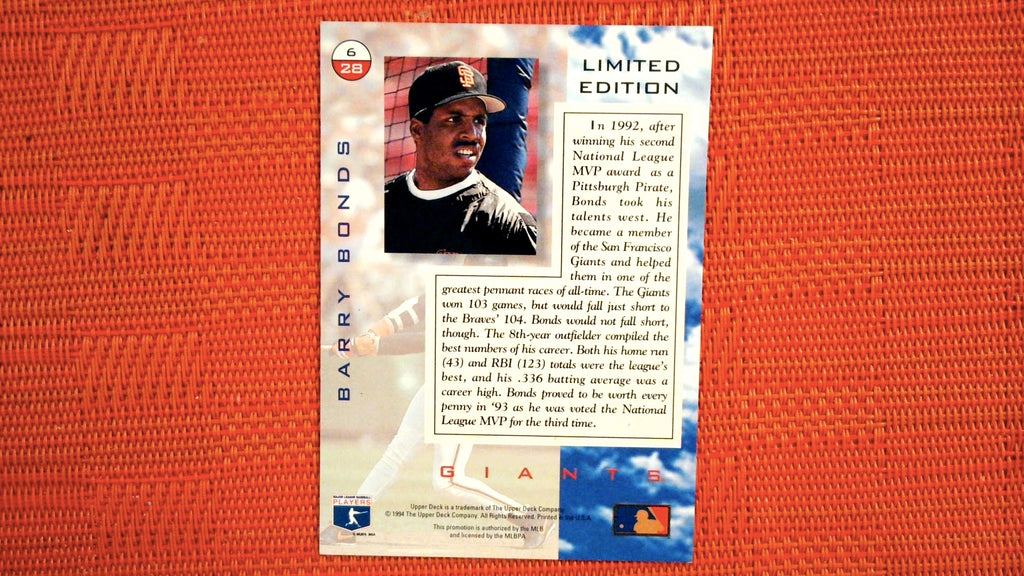 6
28
BARRY BONDS
SF
LIMITED
EDITION
In 1992, after
winning his second
National League
MVP award as a
Pittsburgh Pirate,
Bonds took his
talents west. He
became a member
of the San Francisco
Giants and helped
them in one of the
greatest pennant races of all-time. The Giants
won 103 games, but would fall just short to
the Braves' 104. Bonds would not fall short,
though. The 8th-year outfielder compiled the
best numbers of his career. Both his home run
(43) and RBI (123) totals were the league's
best, and his .336 batting average was a
career high. Bonds proved to be worth every
penny in '93 as he was voted the National
League MVP for the third time.
GIANTS
MAJOR LEAGUE BASEBALL
PLAYERS
Upper Deck is a trademark of The Upper Deck Company
© 1994 The Upper Deck Company. All Rights Reserved. Printed in the U.S.A.
This promotion is authorized by the MLB
and licensed by the MLBPA.